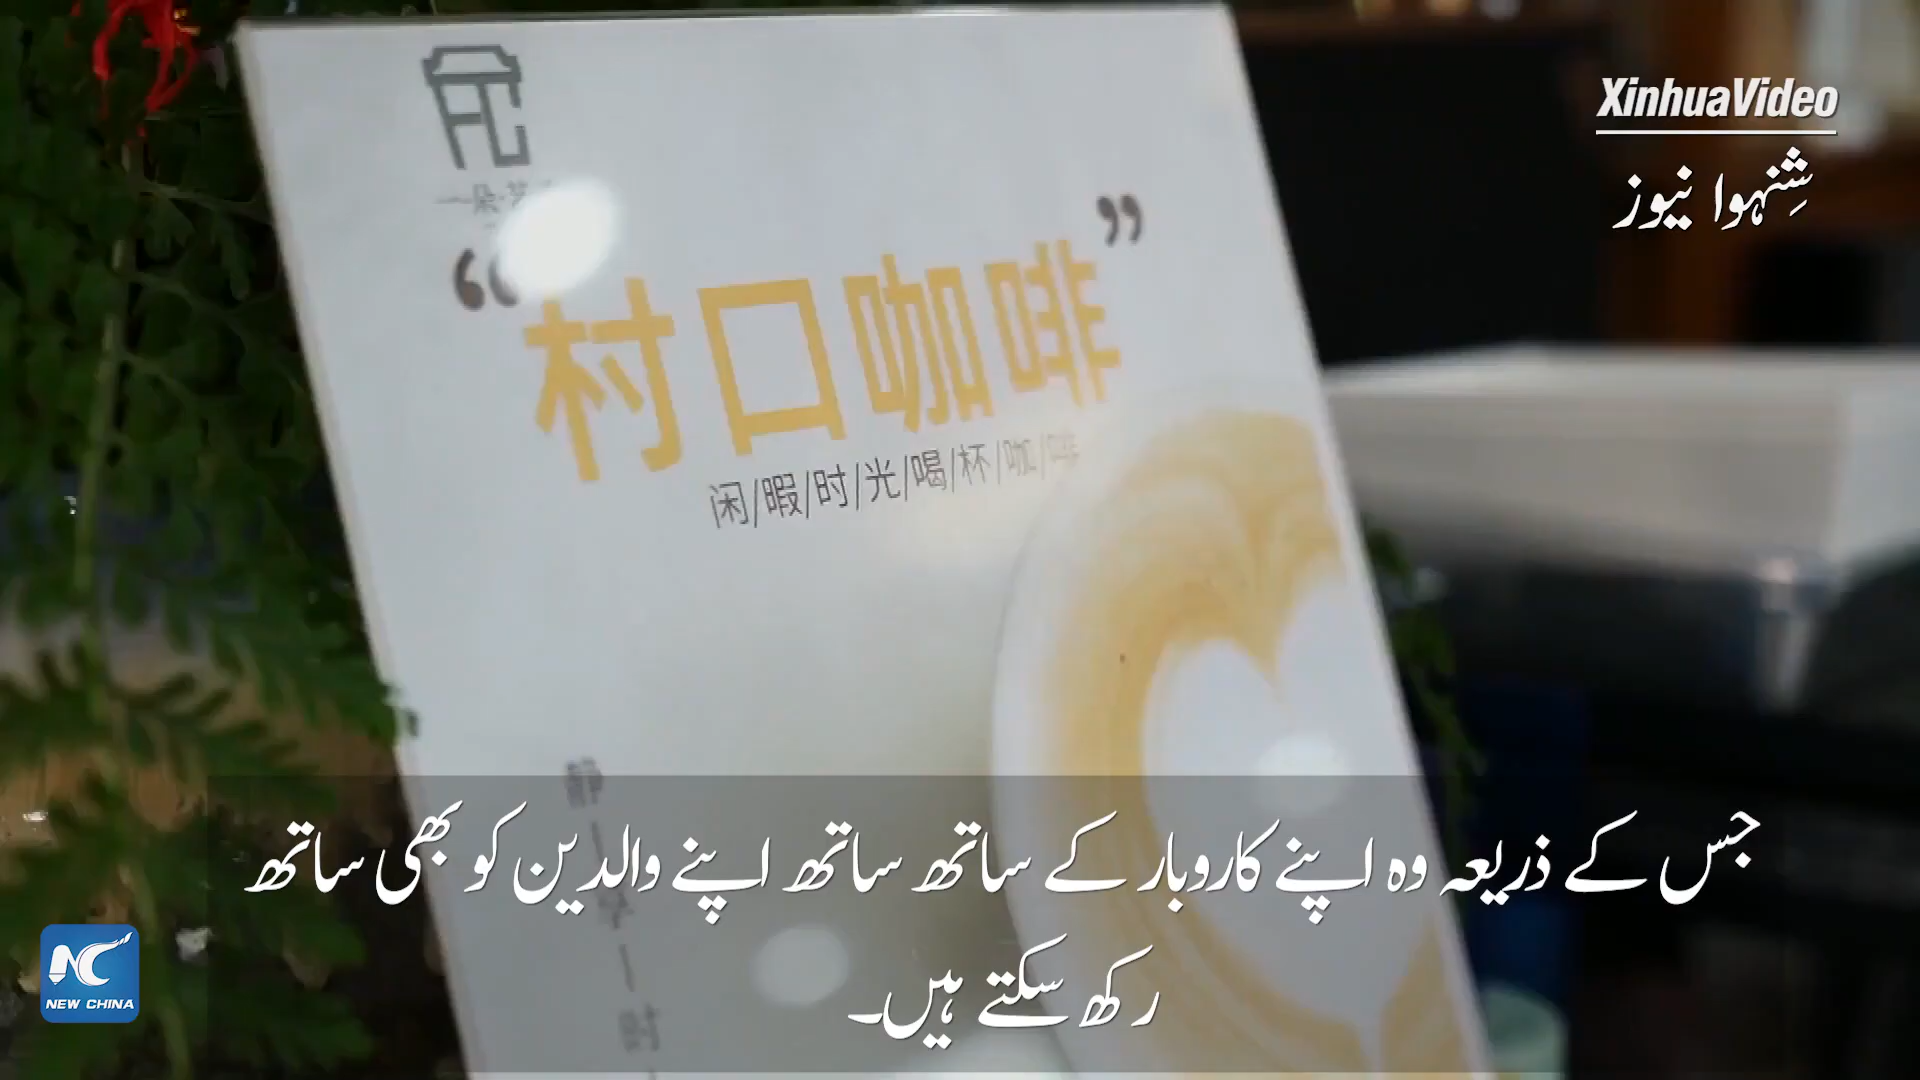 XinhuaVideo
شِنہوا نیوز
“村口咖啡”
闲/暇/时/光/喝/杯/咖/啡
جس کے ذریعہ وہ اپنے کاروبار کے ساتھ ساتھ اپنے والدین کو بھی ساتھ
رکھ سکتے ہیں۔
NEW CHINA